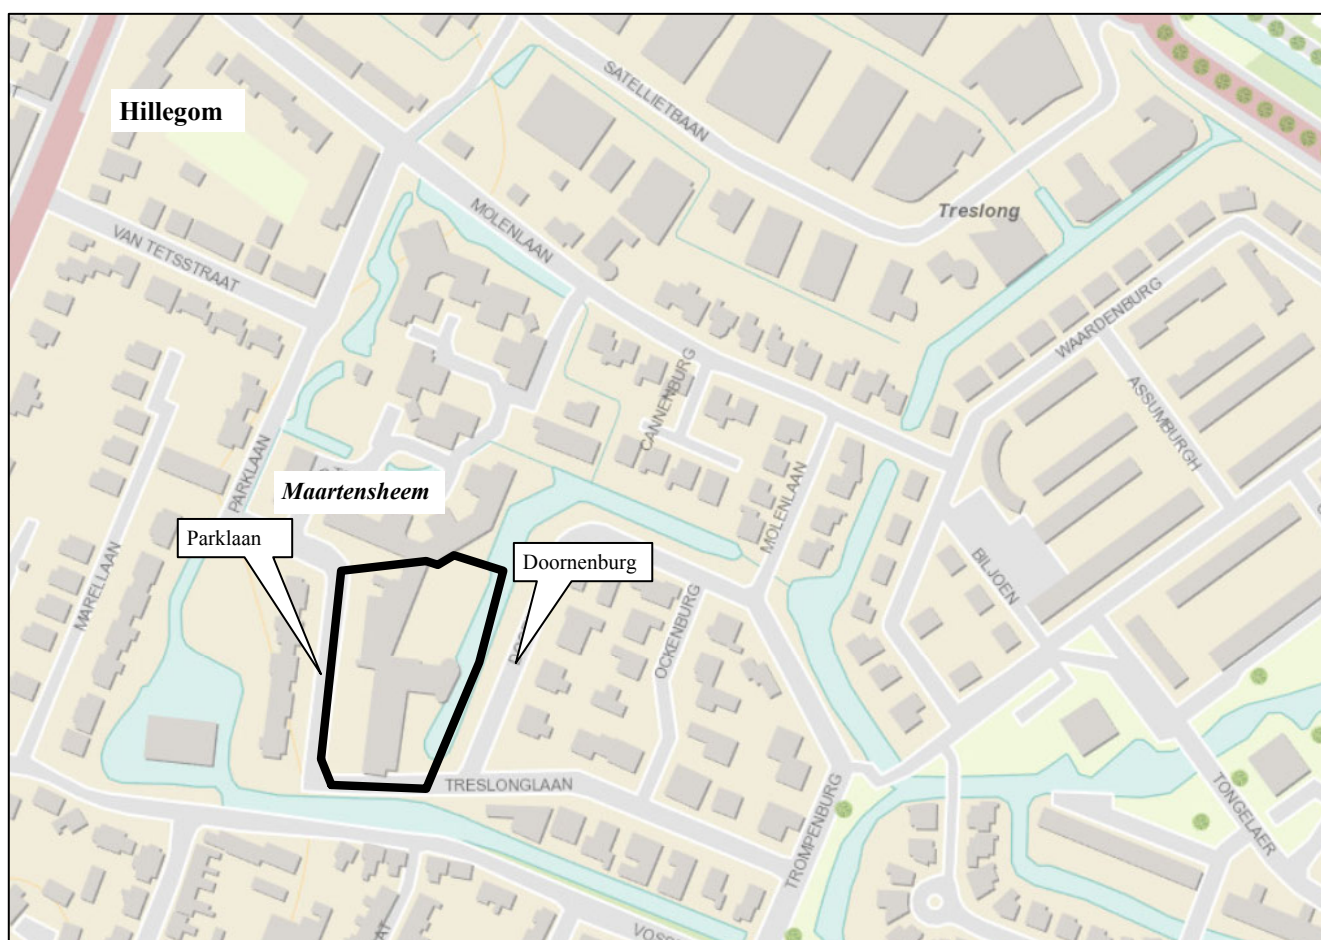 Hillegom
SATELLIETBAAN
Treslong
MOLENLAAN
VAN TETSSTRAAT
WAARDENBURG
CANNENBURG
ASSUMBURGH
PARKLAAN
Maartensheem
MOLENLAAN
Parklaan
Doornenburg
BILJOEN
MARELLAAN
OCKENBURG
TRESLONGLAAN
TROMPENBURG
TONGELAER